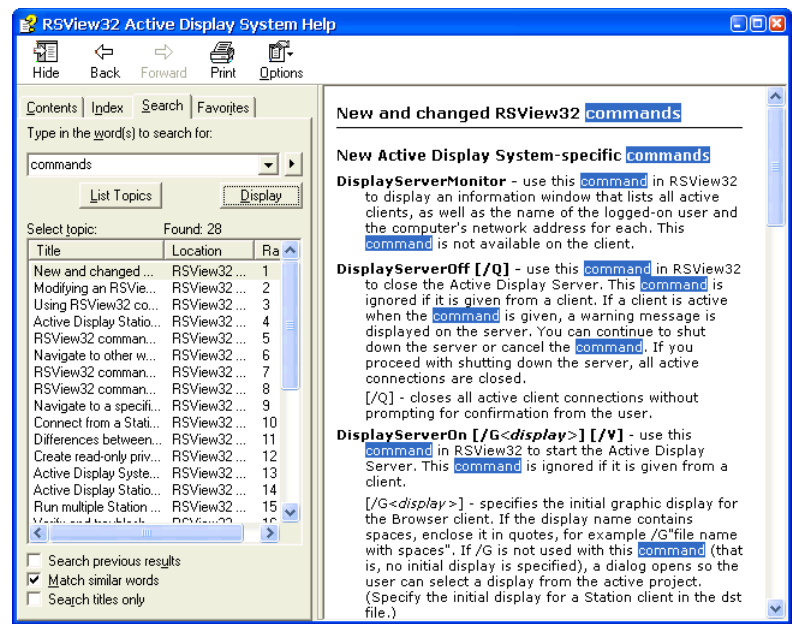 RSView32 Active Display System Help
Hide Back Forward Print Options
Contents Index Search Favorites
Type in the word(s) to search for:
commands
List Topics Display
Select topic: Found: 28
Title Location Ra
New and changed ... RSView32 ... 1
Modifying an RSVie... RSView32 ... 2
Using RSView32 co... RSView32 ... 3
Active Display Statio... RSView32 ... 4
RSView32 comman... RSView32 ... 5
Navigate to other w... RSView32 ... 6
RSView32 comman... RSView32 ... 7
RSView32 comman... RSView32 ... 8
Navigate to a specifi... RSView32 ... 9
Connect from a Stati... RSView32 ... 10
Differences between... RSView32 ... 11
Create read-only priv... RSView32 ... 12
Active Display Syste... RSView32 ... 13
Active Display Statio... RSView32 ... 14
Run multiple Station ... RSView32 ... 15
Search previous results
Match similar words
Search titles only
New and changed RSView32 commands
New Active Display System-specific commands
DisplayServerMonitor - use this command in RSView32
to display an information window that lists all active
clients, as well as the name of the logged-on user and
the computer's network address for each. This
command is not available on the client.
DisplayServerOff [/Q] - use this command in RSView32
to close the Active Display Server. This command is
ignored if it is given from a client. If a client is active
when the command is given, a warning message is
displayed on the server. You can continue to shut
down the server or cancel the command. If you
proceed with shutting down the server, all active
connections are closed.
[/Q] - closes all active client connections without
prompting for confirmation from the user.
DisplayServerOn [/G<display>] [/V] - use this
command in RSView32 to start the Active Display
Server. This command is ignored if it is given from a
client.
[/G<display>] - specifies the initial graphic display for
the Browser client. If the display name contains
spaces, enclose it in quotes, for example /G"file name
with spaces". If /G is not used with this command (that
is, no initial display is specified), a dialog opens so the
user can select a display from the active project.
(Specify the initial display for a Station client in the dst
file.)